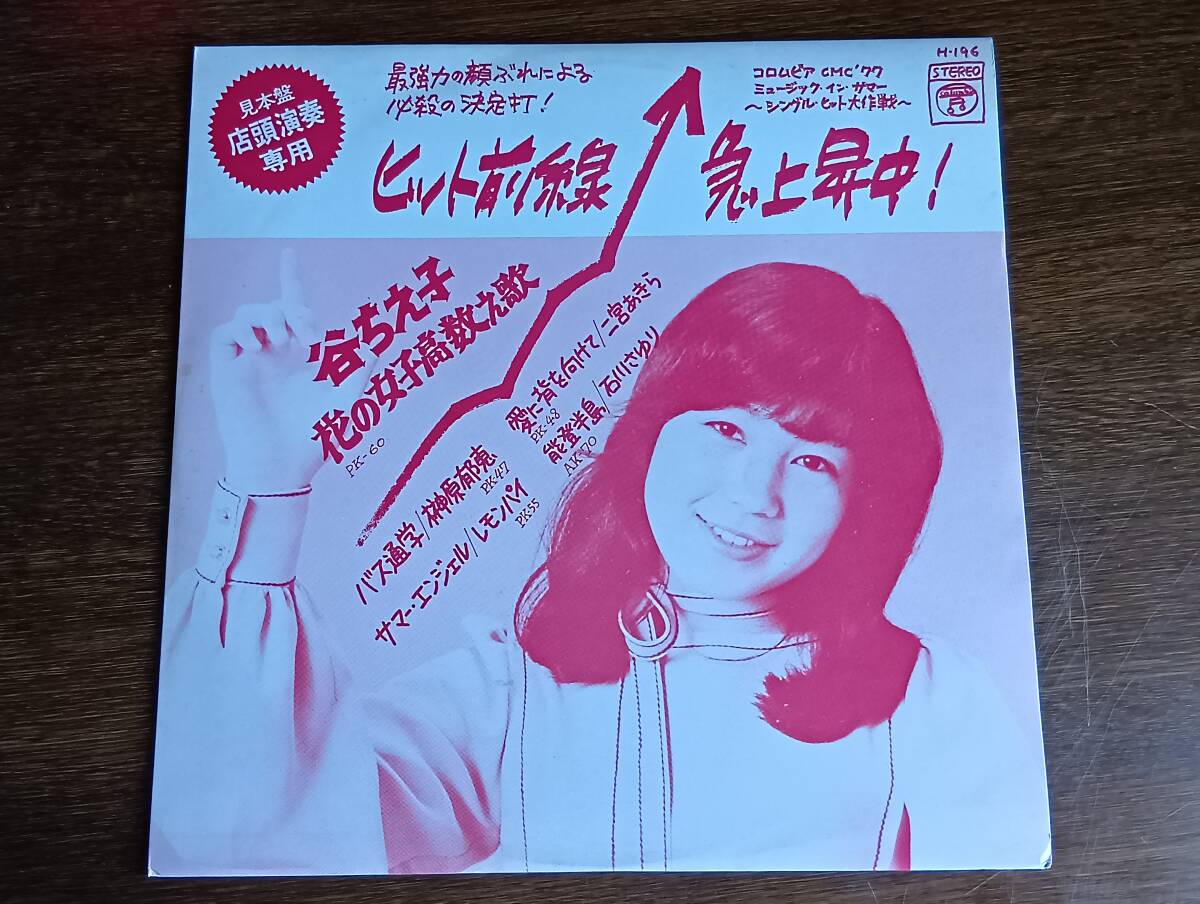 H-196
STEREO
見本盤
店頭演奏
専用
最強力の顔ぶれによる
必殺の決定打!
コロムビア CMC'77
ミュージック・イン・サマー
〜シングル・ヒット大作戦〜
ヒット前線
急上昇中!
谷ちえ子
花の女子高数え歌
PK-60
愛に背を向けて/二宮あきら
PK-48
能登半島/石川さゆり
AK-70
バス通学/榊原郁恵
PK-47
サマー・エンジェル/レモンパイ
PK-55